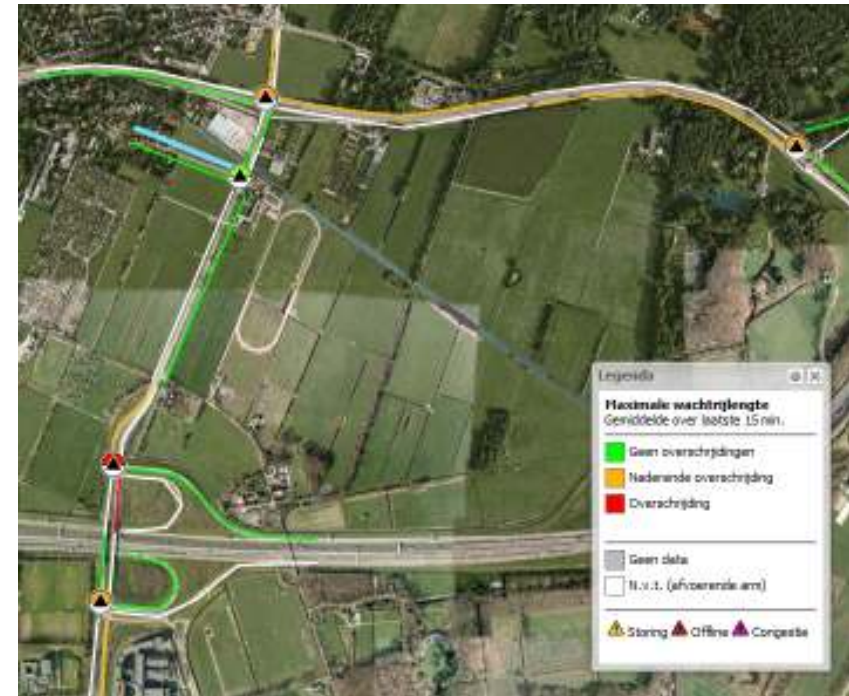 Legenda
Maximale wachtrijlengte
Gemiddelde over laatste 15 min.
Geen overschrijdingen
Naderende overschrijding
Overschrijding
Geen data
N.v.t. (afvoerende arm)
Storing Offline Congestie